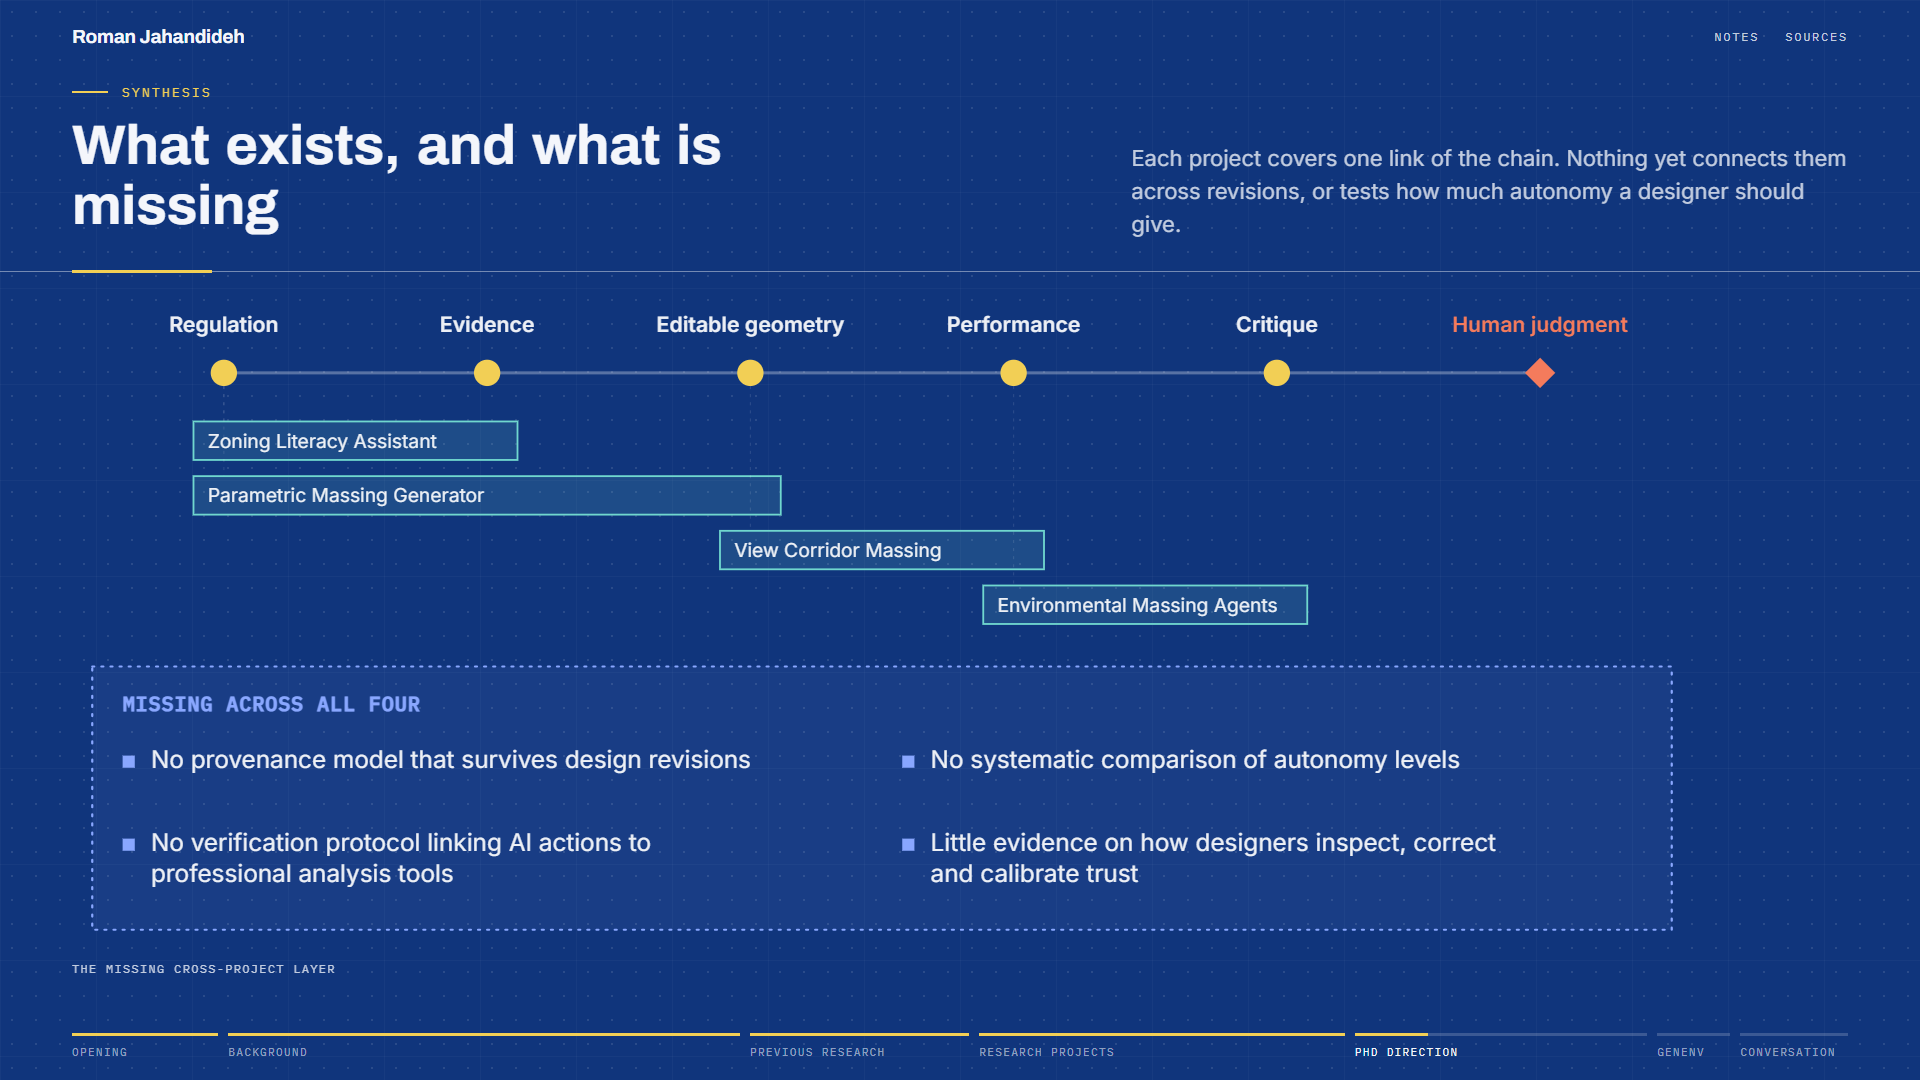 Roman Jahandideh
NOTES SOURCES
SYNTHESIS
What exists, and what is
missing
Each project covers one link of the chain. Nothing yet connects them
across revisions, or tests how much autonomy a designer should
give.
Regulation Evidence Editable geometry Performance Critique Human judgment
Zoning Literacy Assistant
Parametric Massing Generator
View Corridor Massing
Environmental Massing Agents
MISSING ACROSS ALL FOUR
No provenance model that survives design revisions
No systematic comparison of autonomy levels
No verification protocol linking AI actions to
professional analysis tools
Little evidence on how designers inspect, correct
and calibrate trust
THE MISSING CROSS-PROJECT LAYER
OPENING BACKGROUND PREVIOUS RESEARCH RESEARCH PROJECTS PHD DIRECTION GENENV CONVERSATION